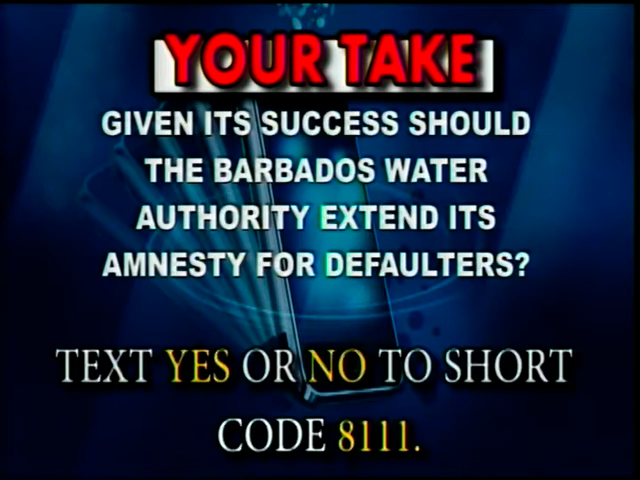 YOUR TAKE
GIVEN ITS SUCCESS SHOULD
THE BARBADOS WATER
AUTHORITY EXTEND ITS
AMNESTY FOR DEFAULTERS?
TEXT YES OR NO TO SHORT
CODE 8111.